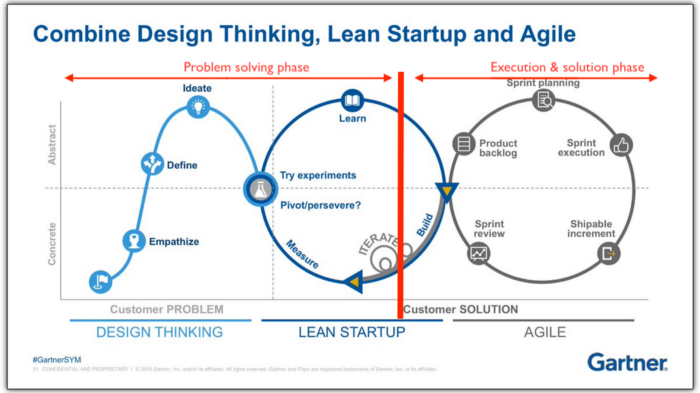 Combine Design Thinking, Lean Startup and Agile
Problem solving phase
Execution & solution phase
Ideate
Learn
Sprint planning
Abstract
Define
Try experiments
Product
backlog
Sprint
execution
Pivot/persevere?
Concrete
Empathize
Measure
ITERATE
Build
Sprint
review
Shipable
increment
Customer PROBLEM
Customer SOLUTION
DESIGN THINKING
LEAN STARTUP
AGILE
#GartnerSYM
CONFIDENTIAL AND PROPRIETARY I © 2016 Gartner, Inc. and/or its affiliates. All rights reserved. Gartner and ITxpo are registered trademarks of Gartner, Inc. or its affiliates.
Gartner.